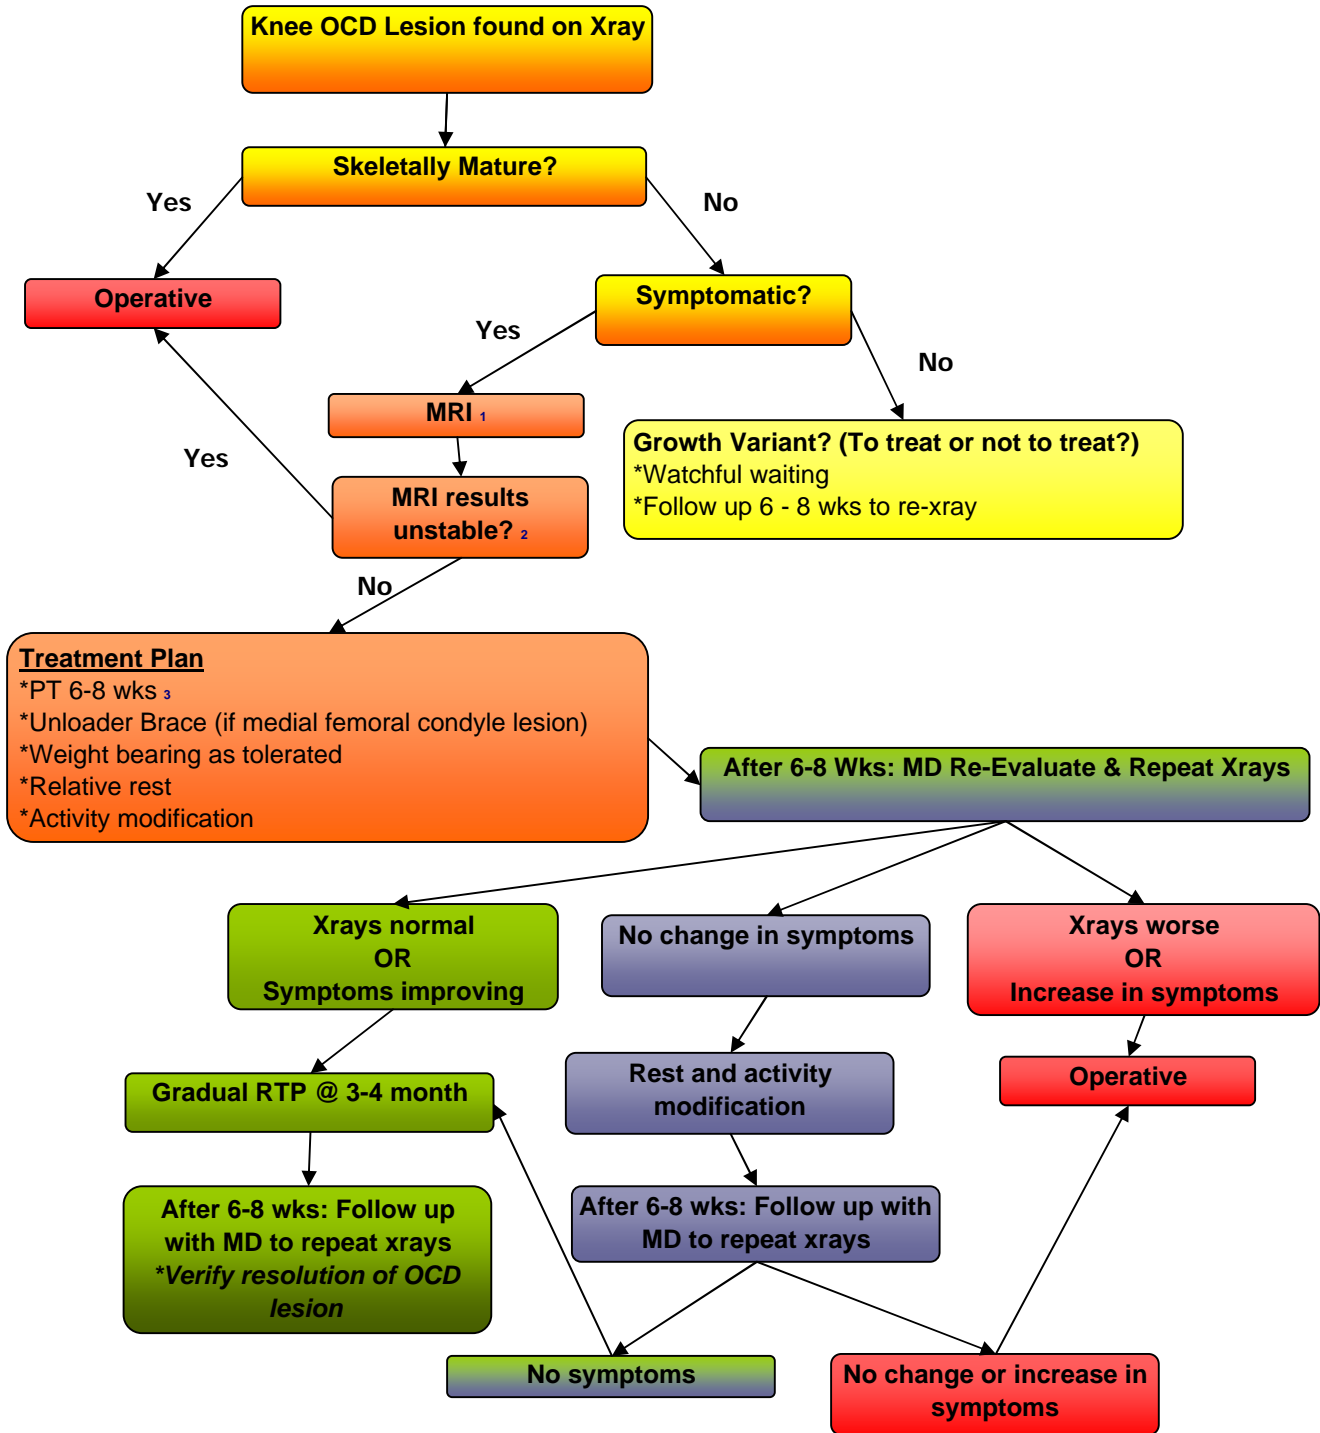 Knee OCD Lesion found on Xray
Skeletally Mature?
Yes
No
Operative
Symptomatic?
Yes
No
MRI 1
Growth Variant? (To treat or not to treat?)
*Watchful waiting
*Follow up 6 - 8 wks to re-xray
Yes
MRI results
unstable? 2
No
Treatment Plan
*PT 6-8 wks 3
*Unloader Brace (if medial femoral condyle lesion)
*Weight bearing as tolerated
*Relative rest
*Activity modification
After 6-8 Wks: MD Re-Evaluate & Repeat Xrays
Xrays normal
OR
Symptoms improving
No change in symptoms
Xrays worse
OR
Increase in symptoms
Gradual RTP @ 3-4 month
Rest and activity
modification
Operative
After 6-8 wks: Follow up
with MD to repeat xrays
*Verify resolution of OCD
lesion
After 6-8 wks: Follow up with
MD to repeat xrays
No symptoms
No change or increase in
symptoms